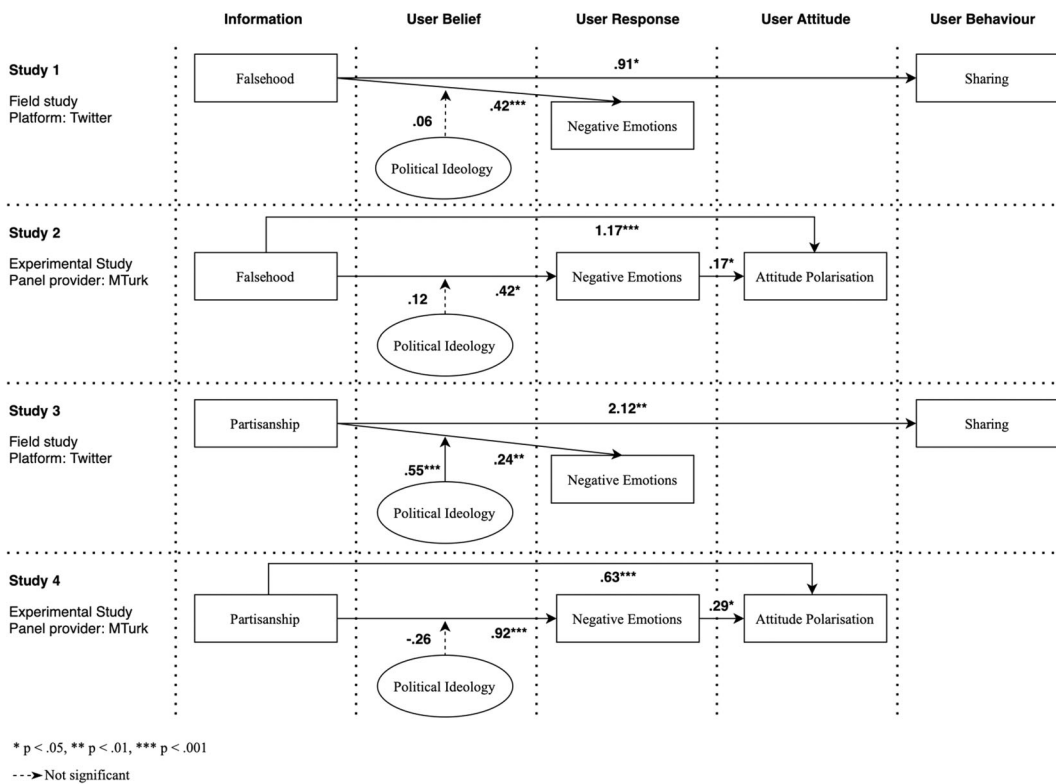 Information
User Belief
User Response
User Attitude
User Behaviour
Study 1
Field study
Platform: Twitter
Falsehood
.91*
Sharing
.42***
Negative Emotions
.06
Political Ideology
Study 2
Experimental Study
Panel provider: MTurk
1.17***
Falsehood
.42*
Negative Emotions
.17*
Attitude Polarisation
.12
Political Ideology
Study 3
Field study
Platform: Twitter
Partisanship
2.12**
Sharing
.24**
Negative Emotions
.55***
Political Ideology
Study 4
Experimental Study
Panel provider: MTurk
.63***
Partisanship
.92***
Negative Emotions
.29*
Attitude Polarisation
-.26
Political Ideology
* p < .05, ** p < .01, *** p < .001
Not significant